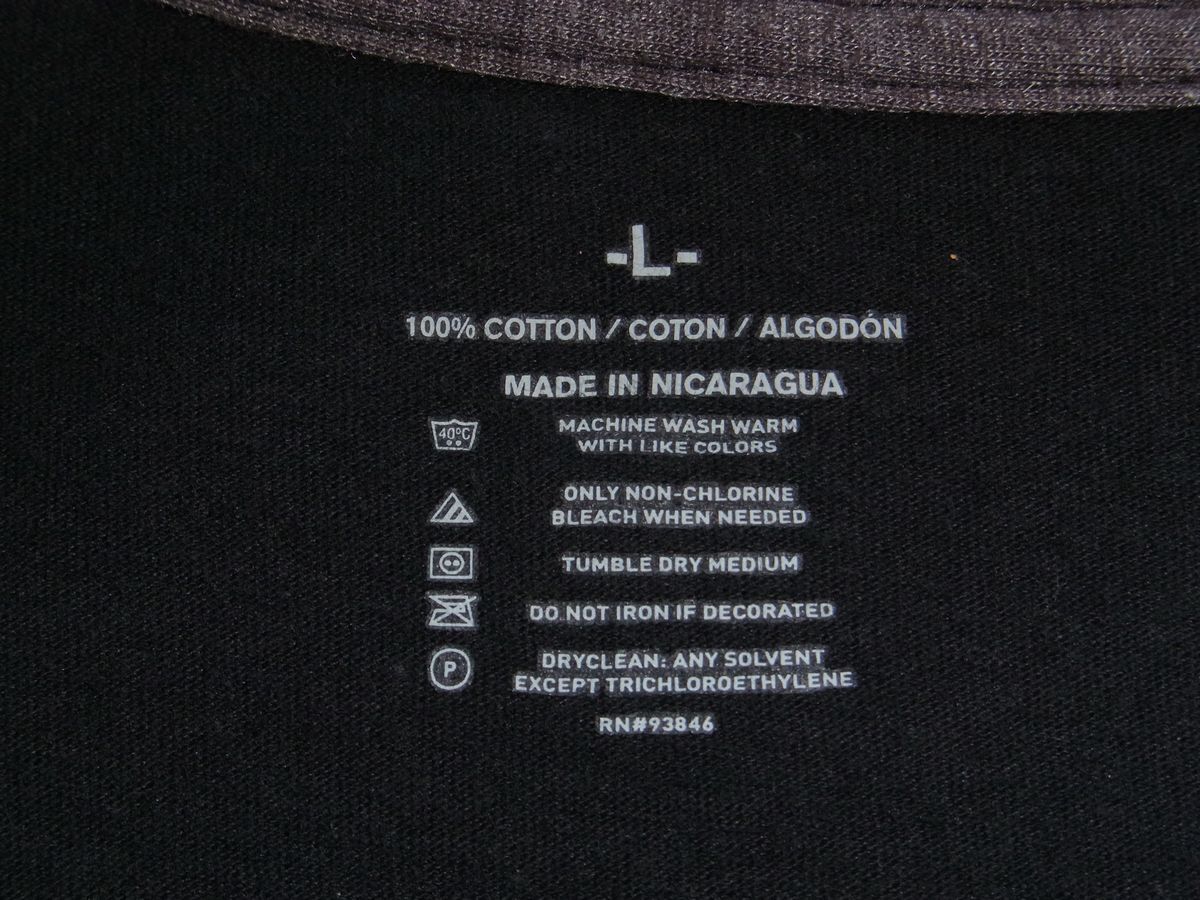 -L-
100% COTTON / COTON / ALGODÓN
MADE IN NICARAGUA
40°C
MACHINE WASH WARM
WITH LIKE COLORS
ONLY NON-CHLORINE
BLEACH WHEN NEEDED
TUMBLE DRY MEDIUM
DO NOT IRON IF DECORATED
P
DRYCLEAN: ANY SOLVENT
EXCEPT TRICHLOROETHYLENE
RN#93846